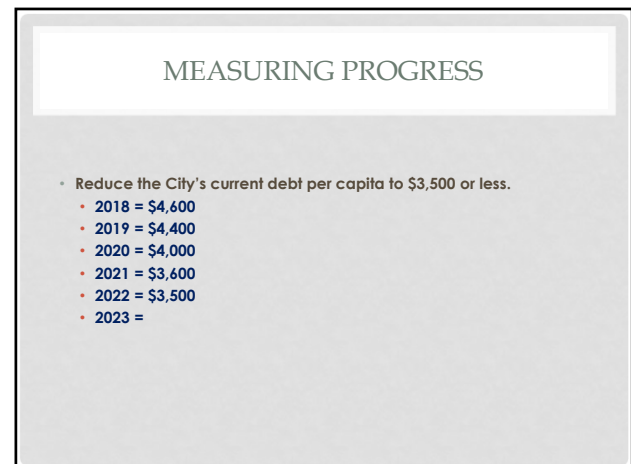 MEASURING PROGRESS
• Reduce the City’s current debt per capita to $3,500 or less.
• 2018 = $4,600
• 2019 = $4,400
• 2020 = $4,000
• 2021 = $3,600
• 2022 = $3,500
• 2023 =